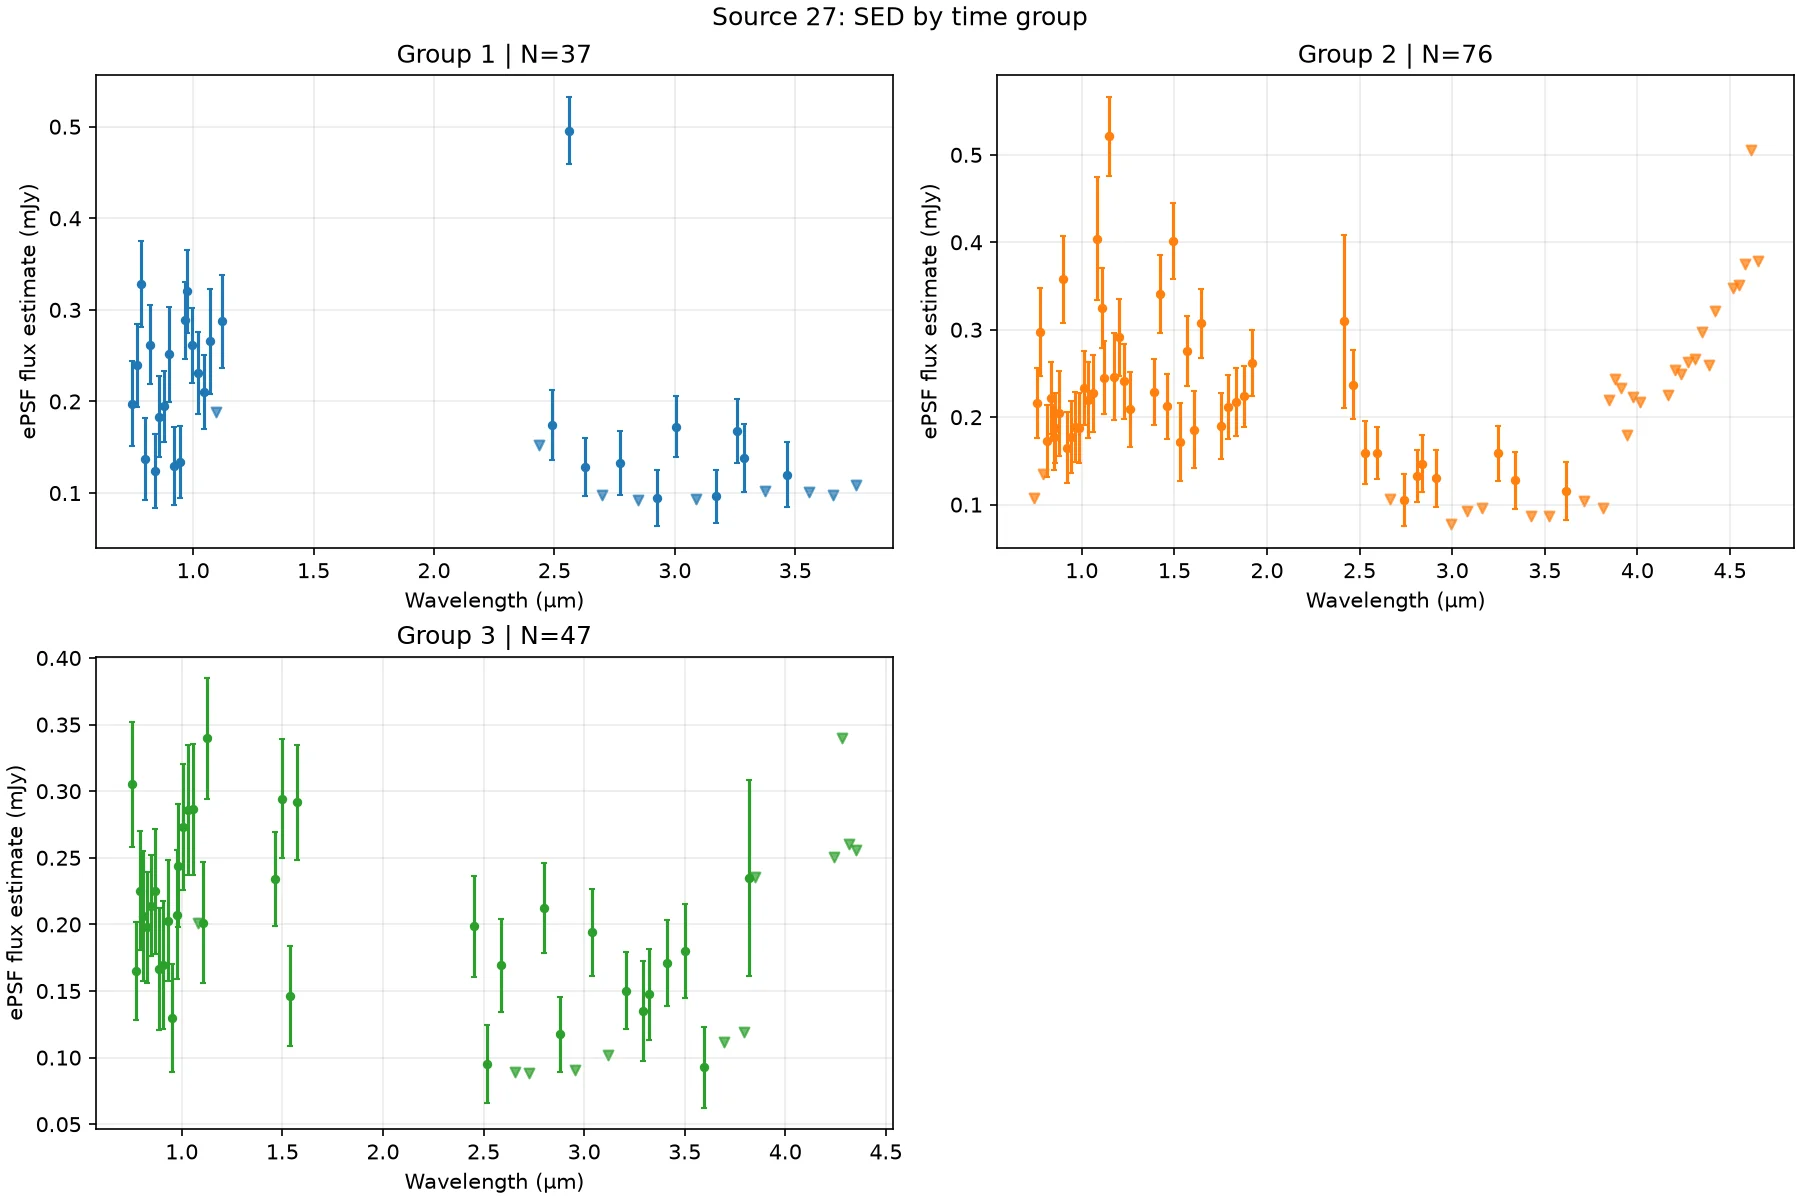 Source 27: SED by time group
Group 1 | N=37
ePSF flux estimate (mJy)
0.5
0.4
0.3
0.2
0.1
1.0 1.5 2.0 2.5 3.0 3.5
Wavelength (µm)
Group 2 | N=76
ePSF flux estimate (mJy)
0.5
0.4
0.3
0.2
0.1
1.0 1.5 2.0 2.5 3.0 3.5 4.0 4.5
Wavelength (µm)
Group 3 | N=47
ePSF flux estimate (mJy)
0.40
0.35
0.30
0.25
0.20
0.15
0.10
0.05
1.0 1.5 2.0 2.5 3.0 3.5 4.0 4.5
Wavelength (µm)